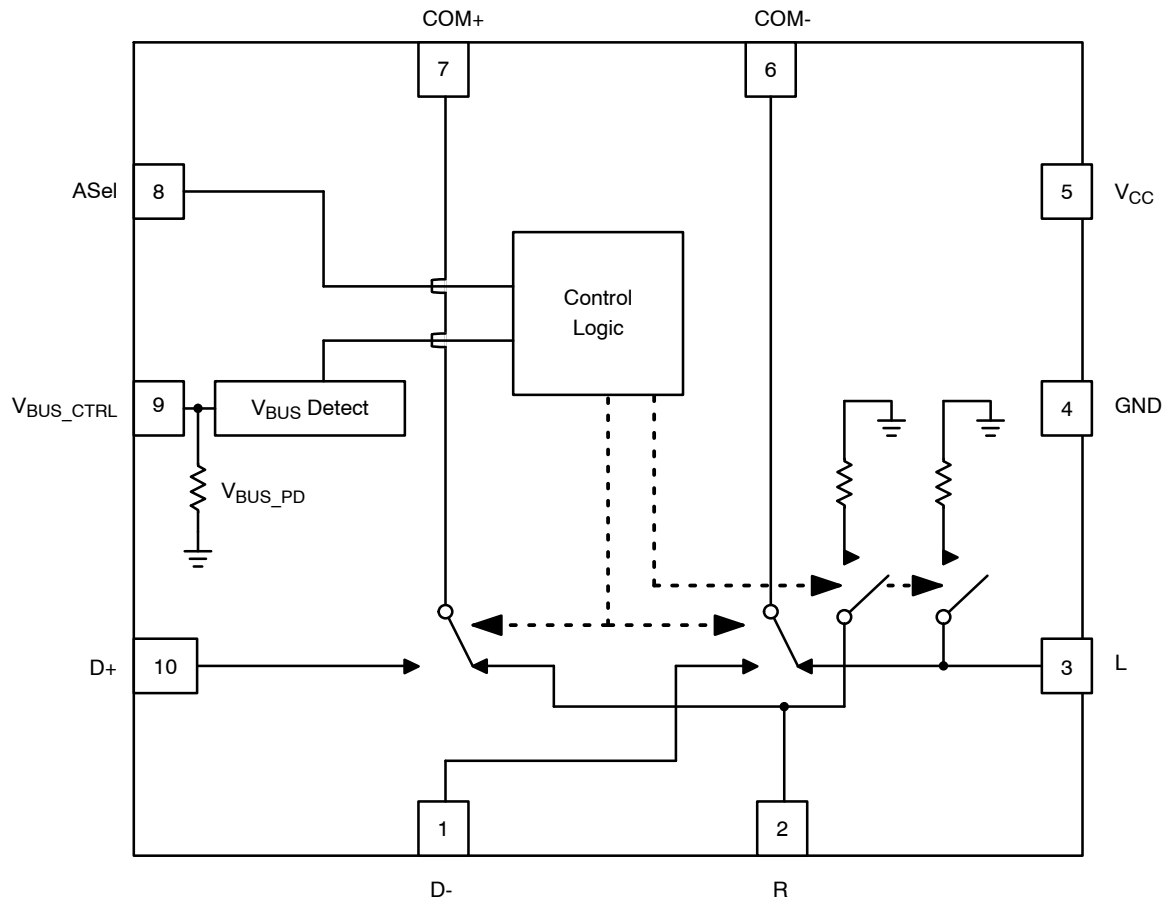 COM+
COM-
7
6
ASel
8
5
VCC
Control
Logic
VBUS_CTRL
9
VBUS Detect
4
GND
VBUS_PD
D+
10
3
L
1
2
D-
R